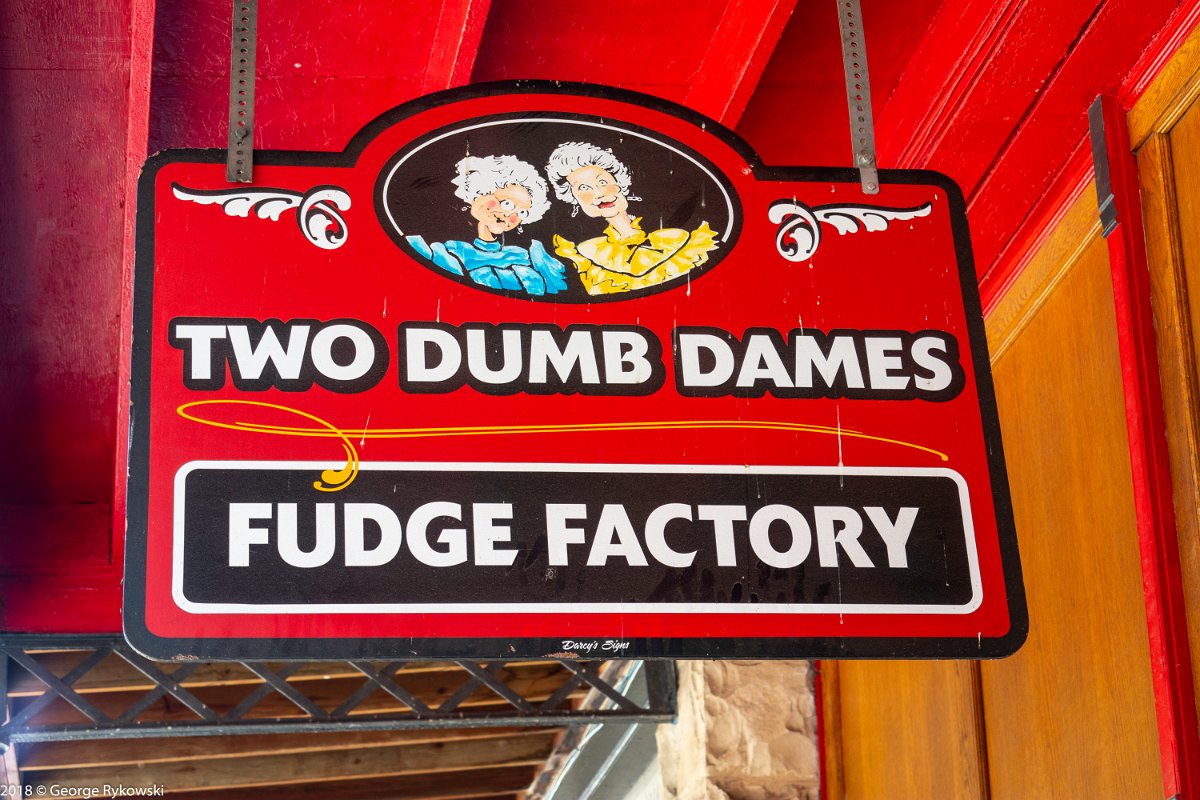 TWO DUMB DAMES
FUDGE FACTORY
Darcy's Signs
2018 © George Rykowski